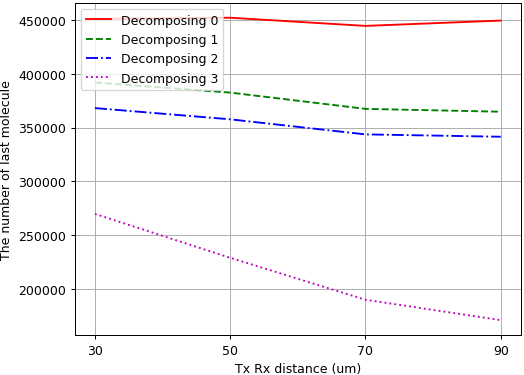 450000
400000
350000
300000
250000
200000
The number of last molecule
Decomposing 0
Decomposing 1
Decomposing 2
Decomposing 3
30 50 70 90
Tx Rx distance (um)